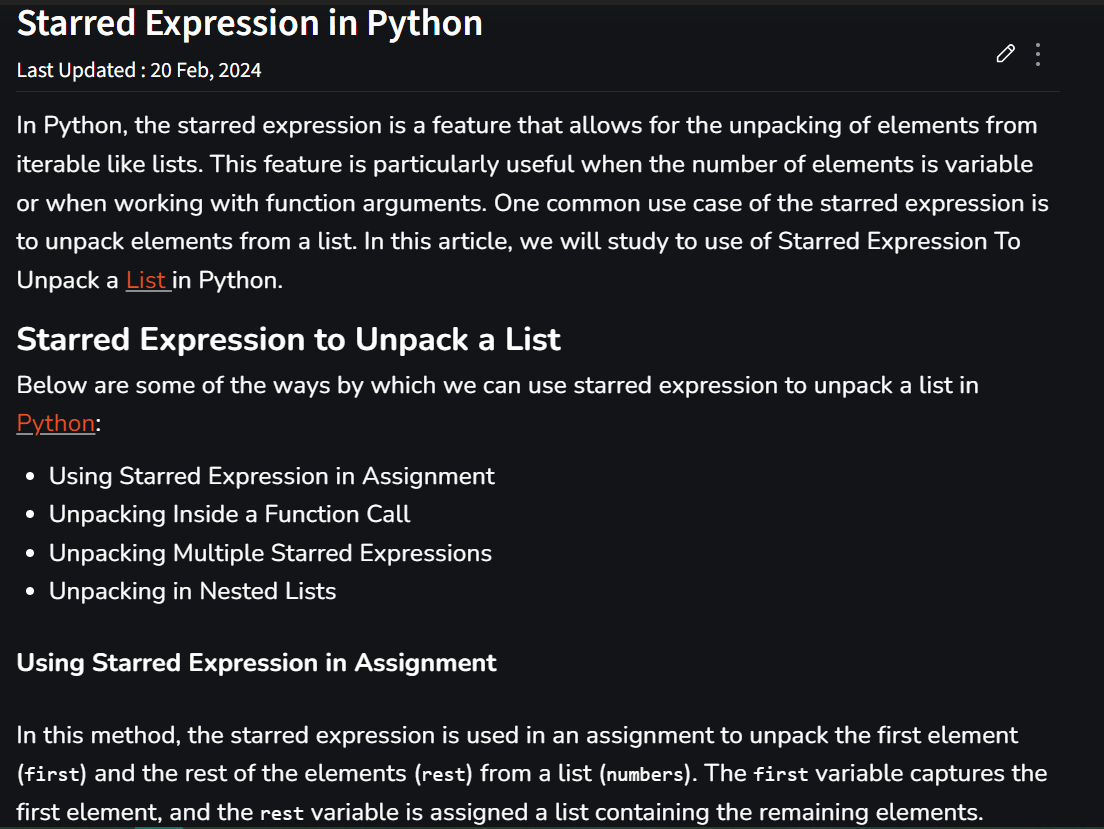 Starred Expression in Python
Last Updated : 20 Feb, 2024
In Python, the starred expression is a feature that allows for the unpacking of elements from
iterable like lists. This feature is particularly useful when the number of elements is variable
or when working with function arguments. One common use case of the starred expression is
to unpack elements from a list. In this article, we will study to use of Starred Expression To
Unpack a List in Python.
Starred Expression to Unpack a List
Below are some of the ways by which we can use starred expression to unpack a list in
Python:
• Using Starred Expression in Assignment
• Unpacking Inside a Function Call
• Unpacking Multiple Starred Expressions
• Unpacking in Nested Lists
Using Starred Expression in Assignment
In this method, the starred expression is used in an assignment to unpack the first element
(first) and the rest of the elements (rest) from a list (numbers). The first variable captures the
first element, and the rest variable is assigned a list containing the remaining elements.